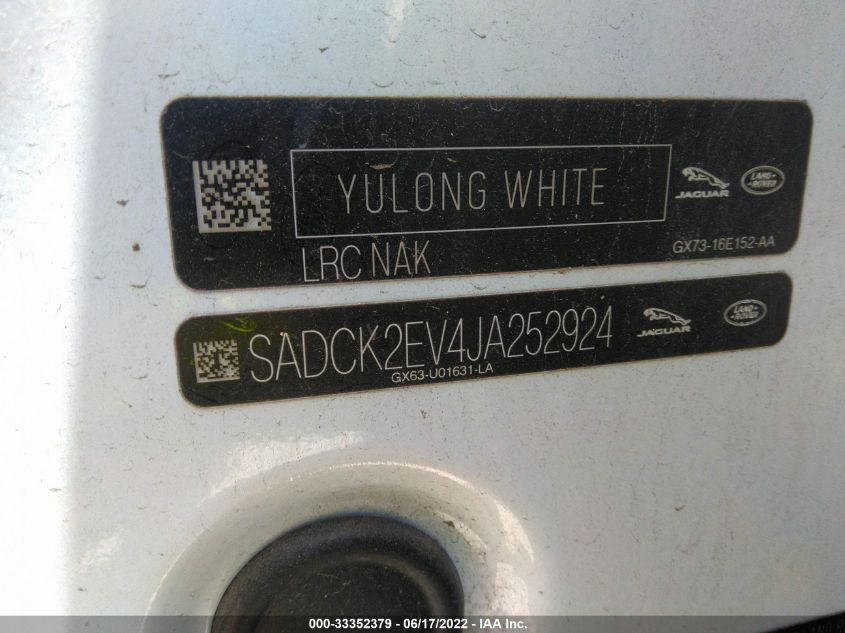 YULONG WHITE
JAGUAR
LAND-
-ROVER
LRC NAK
GX73-16E152-AA
SADCK2EV4JA252924
JAGUAR
LAND-
-ROVER
GX63-U01631-LA
000-33352379 - 06/17/2022 - IAA Inc.